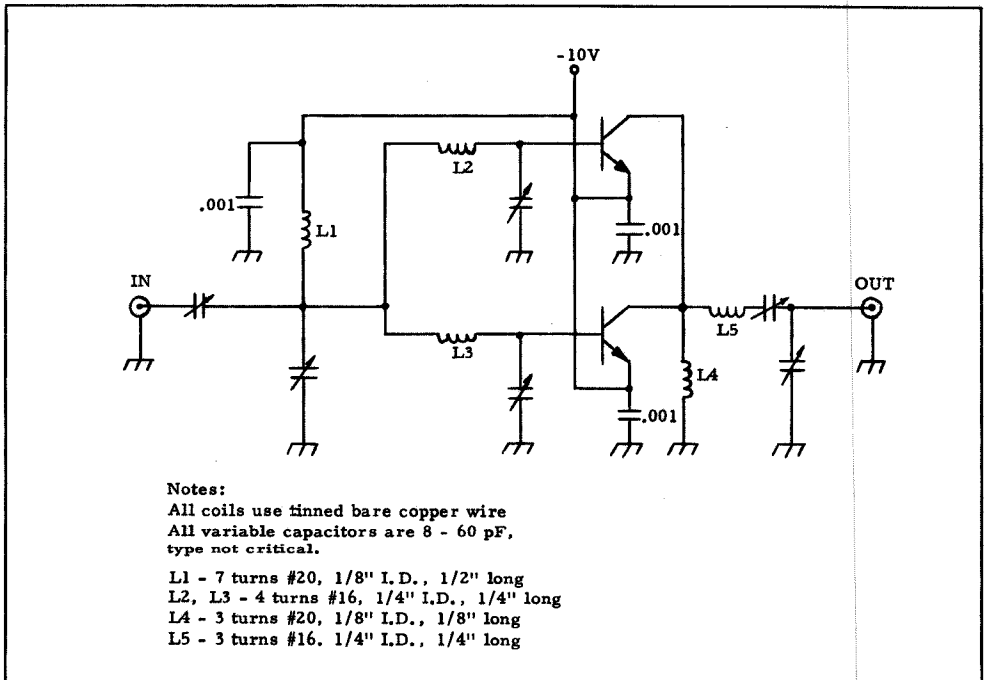 -10V
L2
.001
L1
.001
IN
OUT
L3
L5
L4
.001
Notes:
All coils use tinned bare copper wire
All variable capacitors are 8 - 60 pF,
type not critical.
L1 - 7 turns #20, 1/8" I.D., 1/2" long
L2, L3 - 4 turns #16, 1/4" I.D., 1/4" long
L4 - 3 turns #20, 1/8" I.D., 1/8" long
L5 - 3 turns #16. 1/4" I.D., 1/4" long